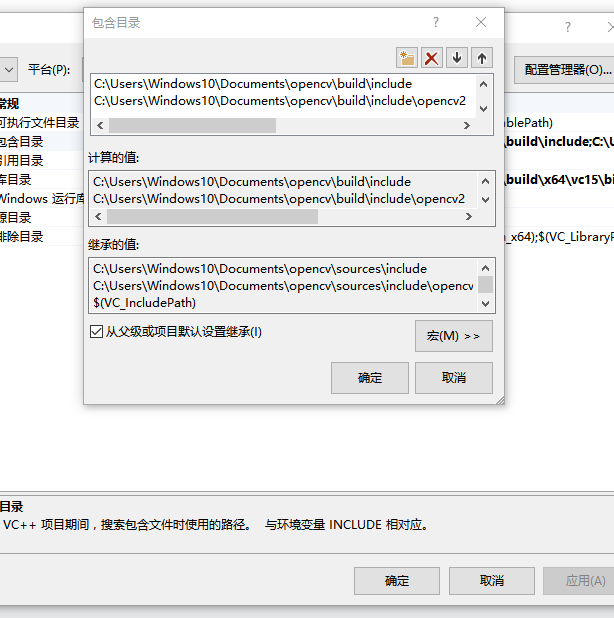 包含目录
?
平台(P):
配置管理器(O)...
C:\Users\Windows10\Documents\opencv\build\include
C:\Users\Windows10\Documents\opencv\build\include\opencv2
常规
可执行文件目录
ablePath)
包含目录
\build\include;C:\U
引用目录
库目录
\build\x64\vc15\bi
Windows 运行库
源目录
排除目录
_x64);$(VC_LibraryP
计算的值:
C:\Users\Windows10\Documents\opencv\build\include
C:\Users\Windows10\Documents\opencv\build\include\opencv2
继承的值:
C:\Users\Windows10\Documents\opencv\sources\include
C:\Users\Windows10\Documents\opencv\sources\include\opencv
$(VC_IncludePath)
从父级或项目默认设置继承(I)
宏(M) >>
确定
取消
目录
VC++ 项目期间，搜索包含文件时使用的路径。 与环境变量 INCLUDE 相对应。
确定
取消
应用(A)